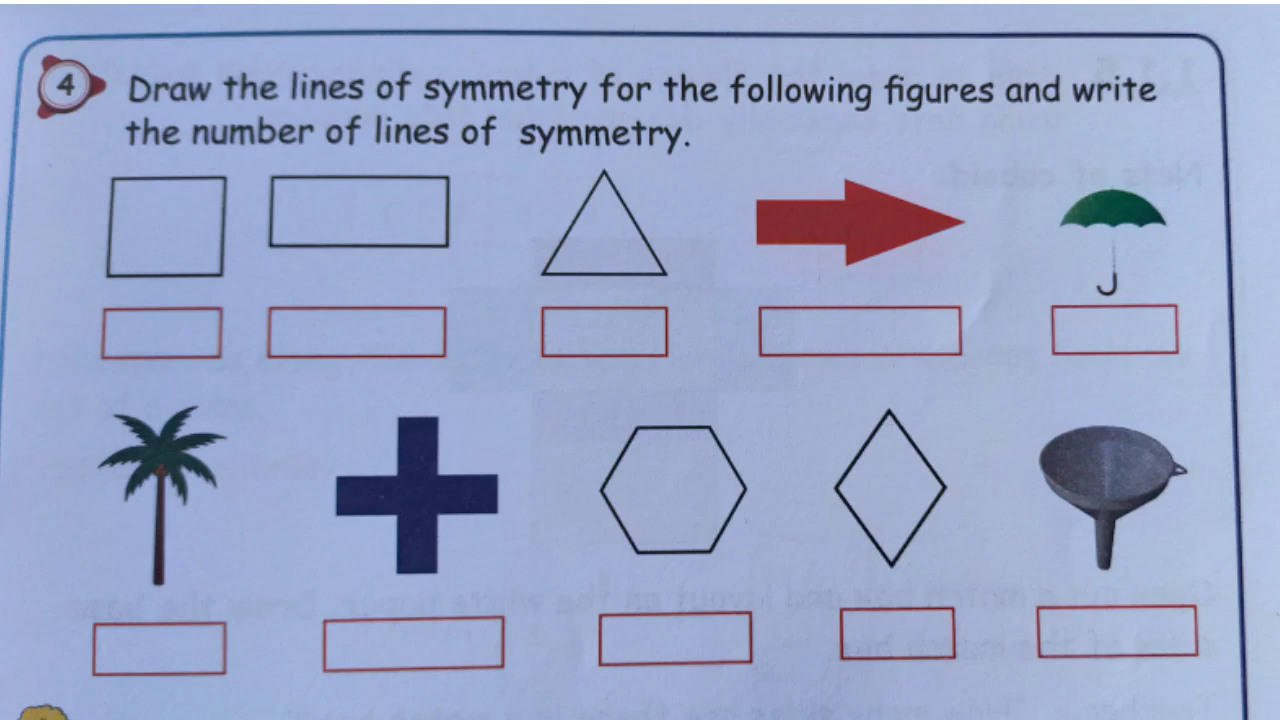 4
Draw the lines of symmetry for the following figures and write
the number of lines of symmetry.